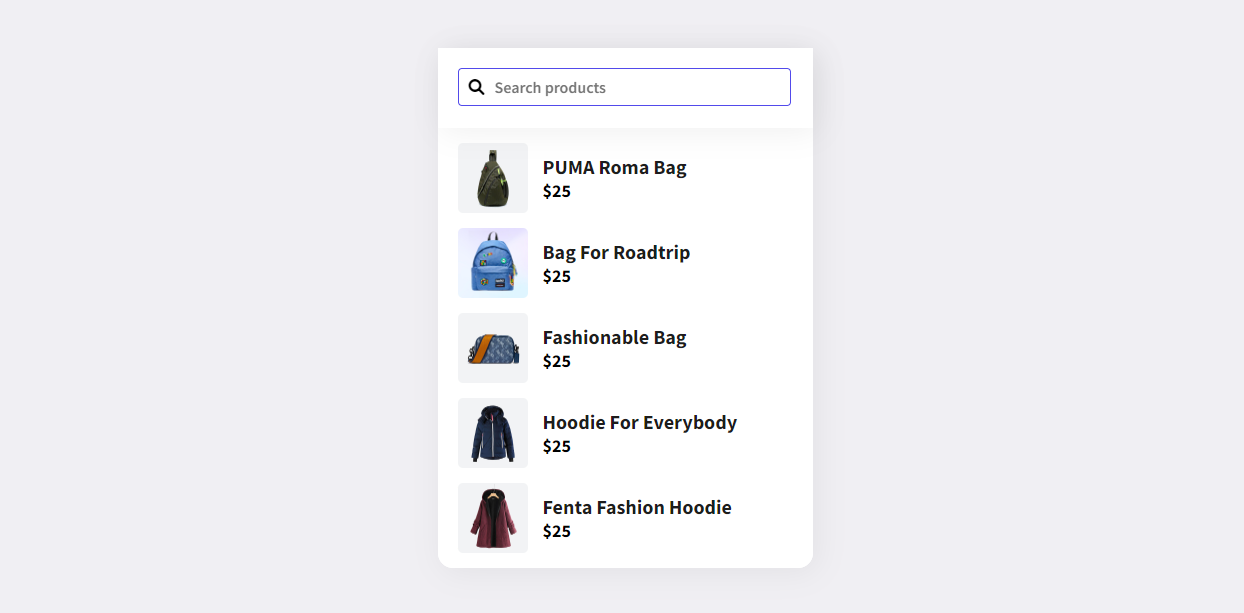 Search products
PUMA Roma Bag
$25
Bag For Roadtrip
$25
Fashionable Bag
$25
Hoodie For Everybody
$25
Fenta Fashion Hoodie
$25